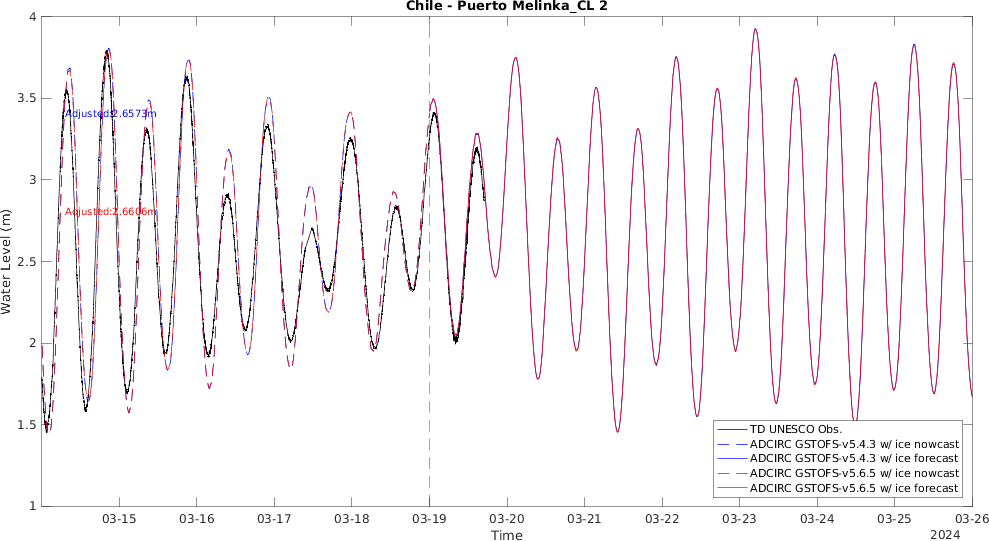 Chile - Puerto Melinka_CL 2
4
3.5
3
2.5
2
1.5
1
Water Level (m)
Adjusted:2.6573m
Adjusted:2.6606m
TD UNESCO Obs.
ADCIRC GSTOFS-v5.4.3 w/ ice nowcast
ADCIRC GSTOFS-v5.4.3 w/ ice forecast
ADCIRC GSTOFS-v5.6.5 w/ ice nowcast
ADCIRC GSTOFS-v5.6.5 w/ ice forecast
03-15 03-16 03-17 03-18 03-19 03-20 03-21 03-22 03-23 03-24 03-25 03-26
Time
2024